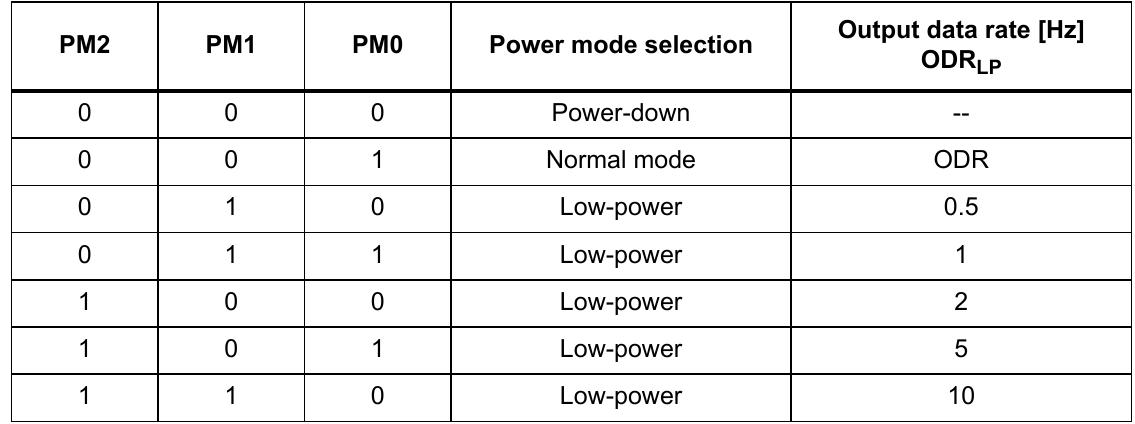 PM2 PM1 PM0 Power mode selection Output data rate [Hz]
ODRLP
0 0 0 Power-down --
0 0 1 Normal mode ODR
0 1 0 Low-power 0.5
0 1 1 Low-power 1
1 0 0 Low-power 2
1 0 1 Low-power 5
1 1 0 Low-power 10